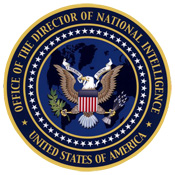 OFFICE OF THE DIRECTOR OF NATIONAL INTELLIGENCE
UNITED STATES OF AMERICA